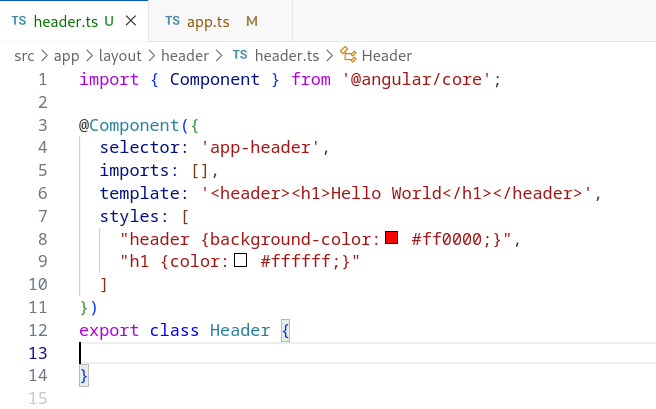 TS header.ts U × TS app.ts M
src > app > layout > header > TS header.ts > Header
1 import { Component } from '@angular/core';
2
3 @Component({
4 selector: 'app-header',
5 imports: [],
6 template: '<header><h1>Hello World</h1></header>',
7 styles: [
8 "header {background-color: #ff0000;}",
9 "h1 {color: #ffffff;}"
10 ]
11 })
12 export class Header {
13
14 }
15